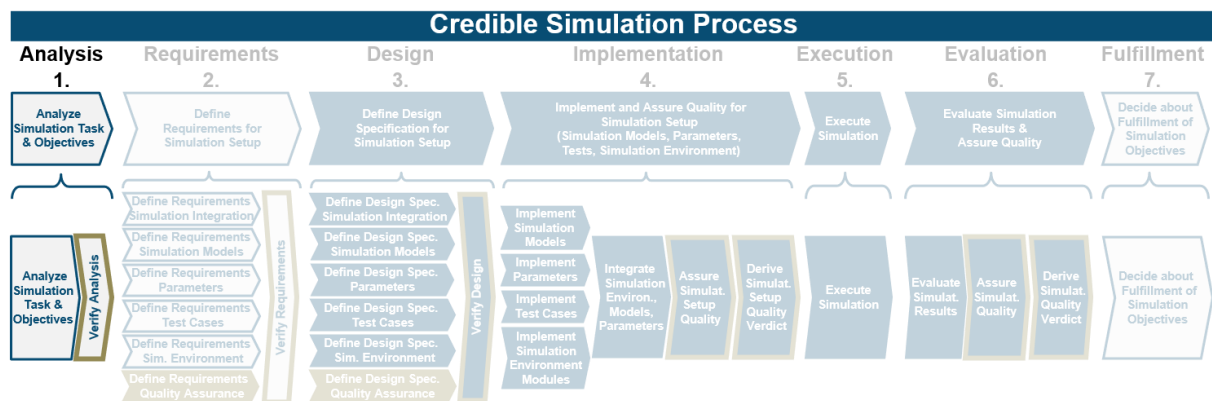 Credible Simulation Process
Analysis
1.
Requirements
2.
Design
3.
Implementation
4.
Execution
5.
Evaluation
6.
Fulfillment
7.
Analyze
Simulation Task
& Objectives
Define
Requirements for
Simulation Setup
Define Design
Specification for
Simulation Setup
Implement and Assure Quality for
Simulation Setup
(Simulation Models, Parameters,
Tests, Simulation Environment)
Execute
Simulation
Evaluate Simulation
Results &
Assure Quality
Decide about
Fulfillment of
Simulation
Objectives
Analyze
Simulation
Task &
Objectives
Verify Analysis
Define Requirements
Simulation Integration
Define Requirements
Simulation Models
Define Requirements
Parameters
Define Requirements
Test Cases
Define Requirements
Sim. Environment
Define Requirements
Quality Assurance
Verify Requirements
Define Design Spec.
Simulation Integration
Define Design Spec.
Simulation Models
Define Design Spec.
Parameters
Define Design Spec.
Test Cases
Define Design Spec.
Sim. Environment
Define Design Spec.
Quality Assurance
Verify Design
Implement
Simulation
Models
Implement
Parameters
Implement
Test Cases
Implement
Simulation
Environment
Modules
Integrate
Simulation
Environ.,
Models,
Parameters
Assure
Simulat.
Setup
Quality
Derive
Simulat.
Setup
Quality
Verdict
Execute
Simulation
Evaluate
Simulat.
Results
Assure
Simulat.
Quality
Derive
Simulat.
Quality
Verdict
Decide about
Fulfillment of
Simulation
Objectives